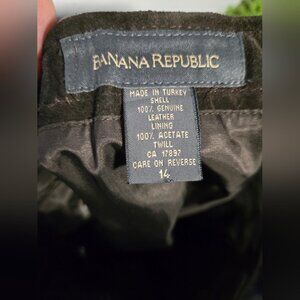 BANANA REPUBLIC
MADE IN TURKEY
SHELL
100% GENUINE
LEATHER
LINING
100% ACETATE
TWILL
CA 17897
CARE ON REVERSE
14